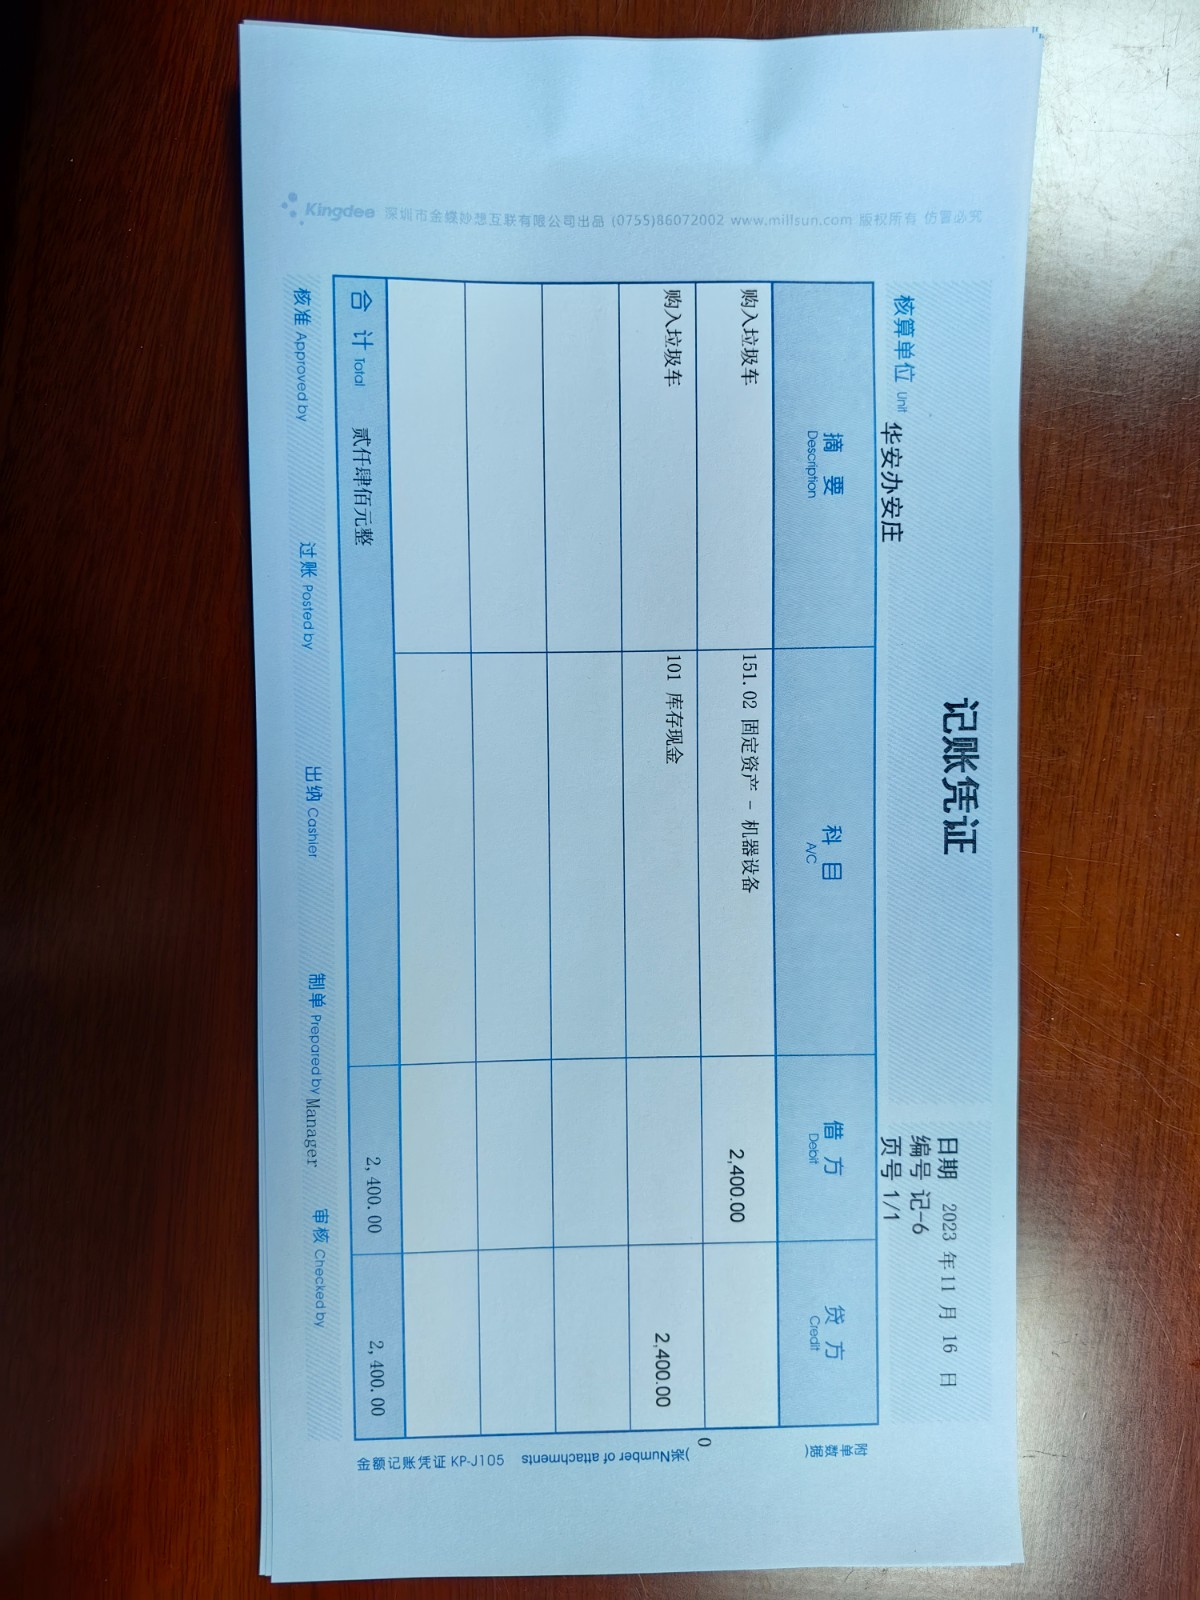 记账凭证
日期 2023 年 11 月 16 日
编号 记-6
核算单位 Unit 华安办安庄
页号 1/1
摘 要 Description 科 目 A/C 借 方 Debit 贷 方 Credit
购入垃圾车 151.02 固定资产 - 机器设备 2,400.00
购入垃圾车 101 库存现金 2,400.00
合 计 Total 贰仟肆佰元整 2,400.00 2,400.00
核准 Approved by 过账 Posted by 出纳 Cashier 制单 Prepared by Manager 审核 Checked by
附单
数据)
0
)张Number of attachments
金额记账凭证 KP-J105
Kingdee 深圳市金蝶妙想互联有限公司出品 (0755)86072002 www.millsun.com 版权所有 仿冒必究